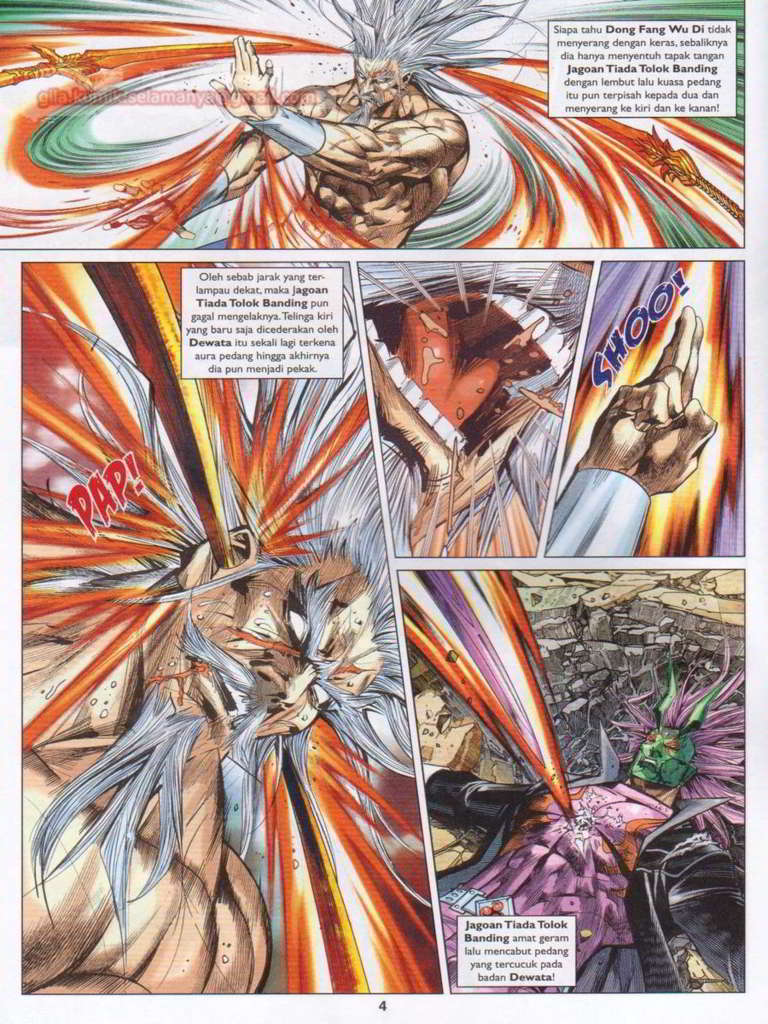 Siapa tahu Dong Fang Wu Di tidak
menyerang dengan keras, sebaliknya
dia hanya menyentuh tapak tangan
Jagoan Tiada Tolok Banding
dengan lembut lalu kuasa pedang
itu pun terpisah kepada dua dan
menyerang ke kiri dan ke kanan!
Oleh sebab jarak yang ter-
lampau dekat, maka Jagoan
Tiada Tolok Banding pun
gagal mengelaknya. Telinga kiri
yang baru saja dicederakan oleh
Dewata itu sekali lagi terkena
aura pedang hingga akhirnya
dia pun menjadi pekak.
PAP!
SHOO!
Jagoan Tiada Tolok
Banding amat geram
lalu mencabut pedang
yang tercucuk pada
badan Dewata!
4